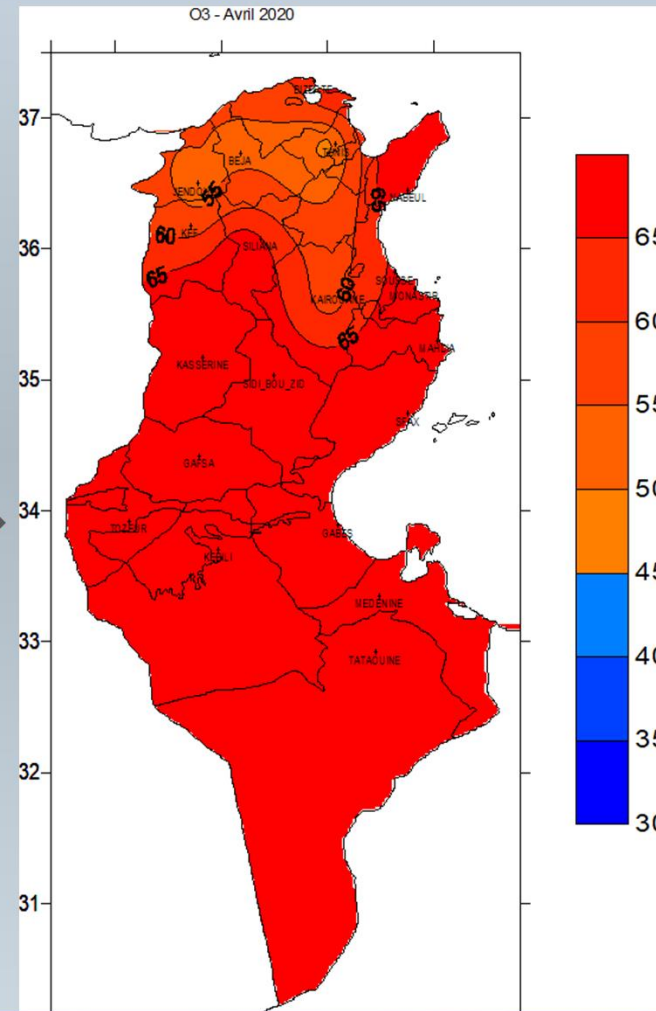 O3 - Avril 2020
37
36
35
34
33
32
31
BIZERTE
TUNIS
BEJA
JENDOUBA
55
NABEUL
65
60
KEF
SILIANA
65
60
SOUSSE
KAIROUANE
MONASTIR
65
MAHDIA
KASSERINE
SIDI_BOU_ZID
SFAX
GAFSA
TOZEUR
GABES
KEBILI
MEDENINE
TATAOUINE
65
60
55
50
45
40
35
30